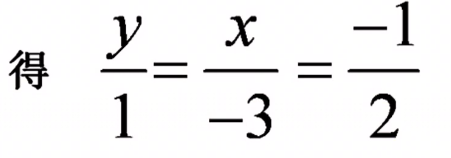 得 y/1 = x/-3 = -1/2